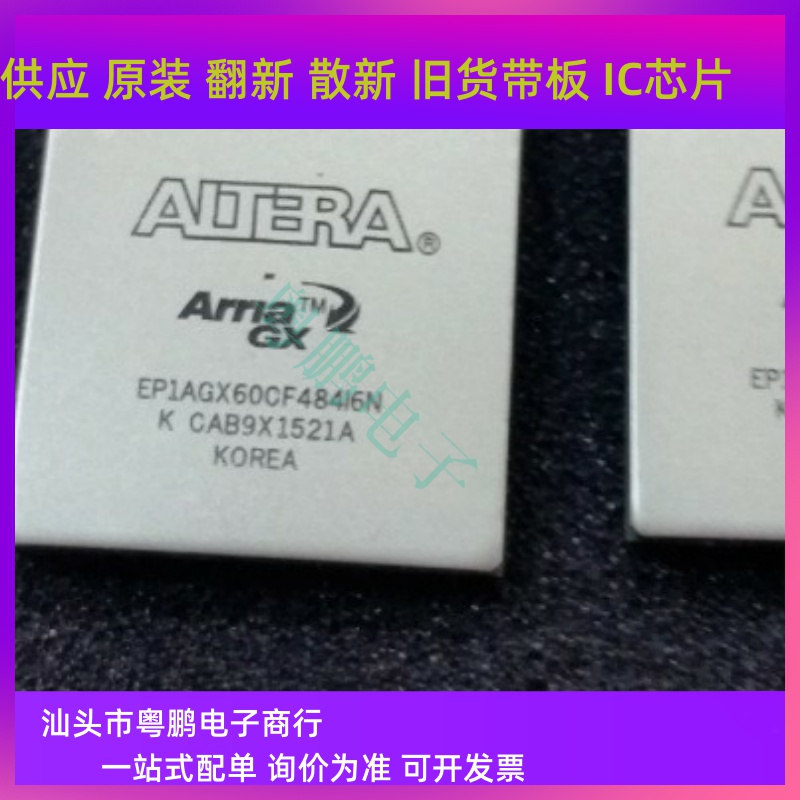 供应 原装 翻新 散新 旧货带板 IC芯片
ALTERA®
Arria™
GX
EP1AGX60CF484I6N
K CAB9X1521A
KOREA
粤鹏电子
A
EP1
K
汕头市粤鹏电子商行
一站式配单 询价为准 可开发票